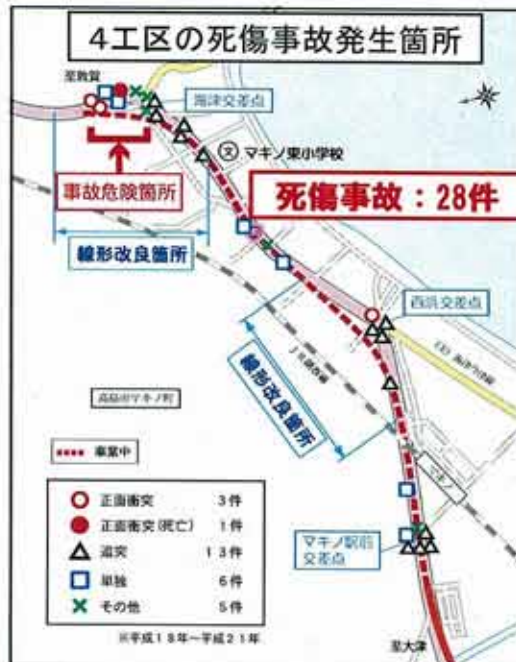 4工区の死傷事故発生箇所
至敦賀
海津交差点
文
マキノ東小学校
事故危険箇所
死傷事故：28件
線形改良箇所
西浜交差点
線形改良箇所
高島市マキノ町
事業中
マキノ
正面衝突 3件
正面衝突(死亡) 1件
追突 13件
単独 6件
その他 5件
マキノ駅前
交差点
※平成18年～平成21年
至大津